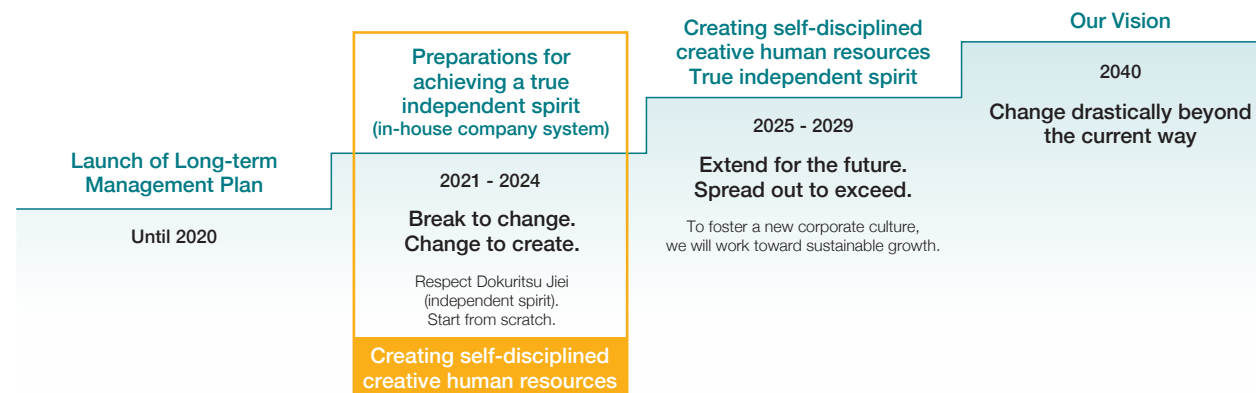 Launch of Long-term
Management Plan
Until 2020
Preparations for
achieving a true
independent spirit
(in-house company system)
2021 - 2024
Break to change.
Change to create.
Respect Dokuritsu Jiei
(independent spirit).
Start from scratch.
Creating self-disciplined
creative human resources
Creating self-disciplined
creative human resources
True independent spirit
2025 - 2029
Extend for the future.
Spread out to exceed.
To foster a new corporate culture,
we will work toward sustainable growth.
Our Vision
2040
Change drastically beyond
the current way